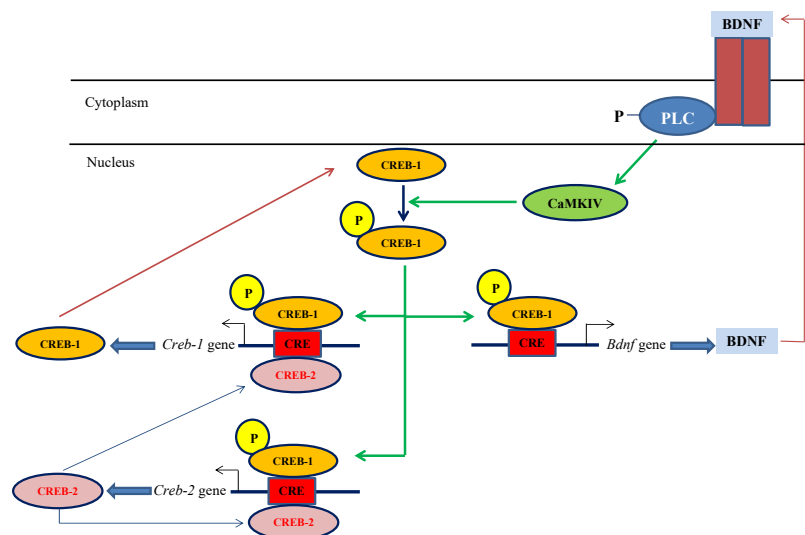 BDNF
Cytoplasm
P
PLC
Nucleus
CREB-1
CaMKIV
P
CREB-1
P
CREB-1
P
CREB-1
CREB-1
Creb-1 gene
CRE
CREB-2
CRE
Bdnf gene
BDNF
P
CREB-1
CREB-2
Creb-2 gene
CRE
CREB-2